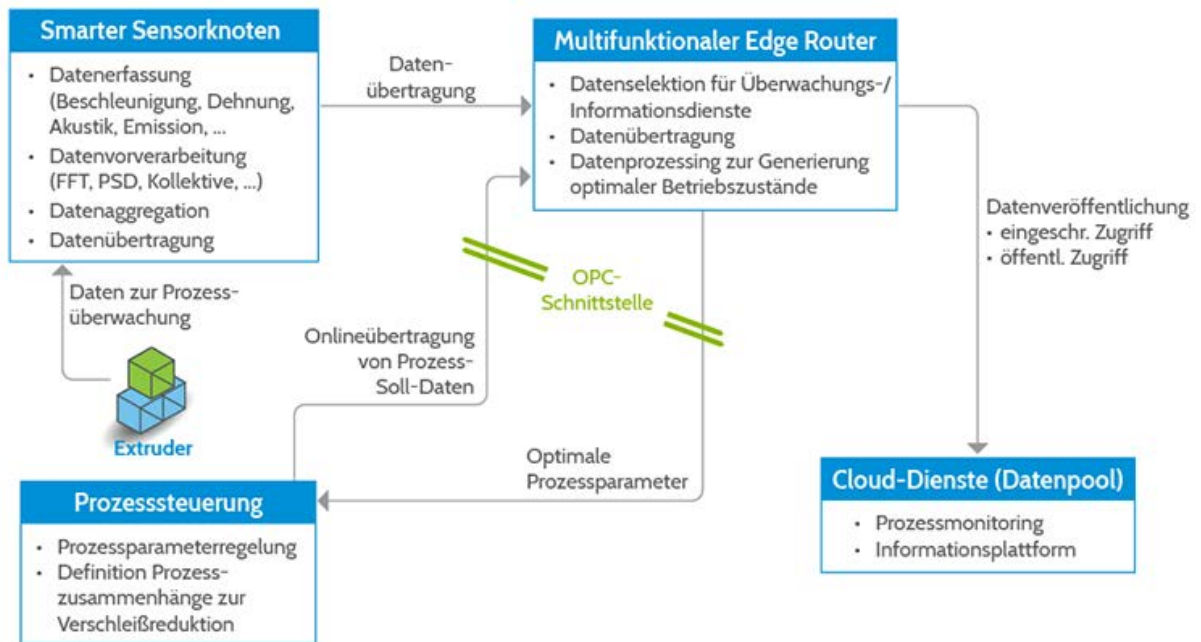 Smarter Sensorknoten
• Datenerfassung
(Beschleunigung, Dehnung,
Akustik, Emission, ...
• Datenvorverarbeitung
(FFT, PSD, Kollektive, ...)
• Datenaggregation
• Datenübertragung
Daten-
übertragung
Multifunktionaler Edge Router
• Datenselektion für Überwachungs-/
Informationsdienste
• Datenübertragung
• Datenprozessing zur Generierung
optimaler Betriebszustände
Datenveröffentlichung
• eingeschr. Zugriff
• öffentl. Zugriff
OPC-
Schnittstelle
Daten zur Prozess-
überwachung
Extruder
Onlineübertragung
von Prozess-
Soll-Daten
Optimale
Prozessparameter
Prozesssteuerung
• Prozessparameterregelung
• Definition Prozess-
zusammenhänge zur
Verschleißreduktion
Cloud-Dienste (Datenpool)
• Prozessmonitoring
• Informationsplattform